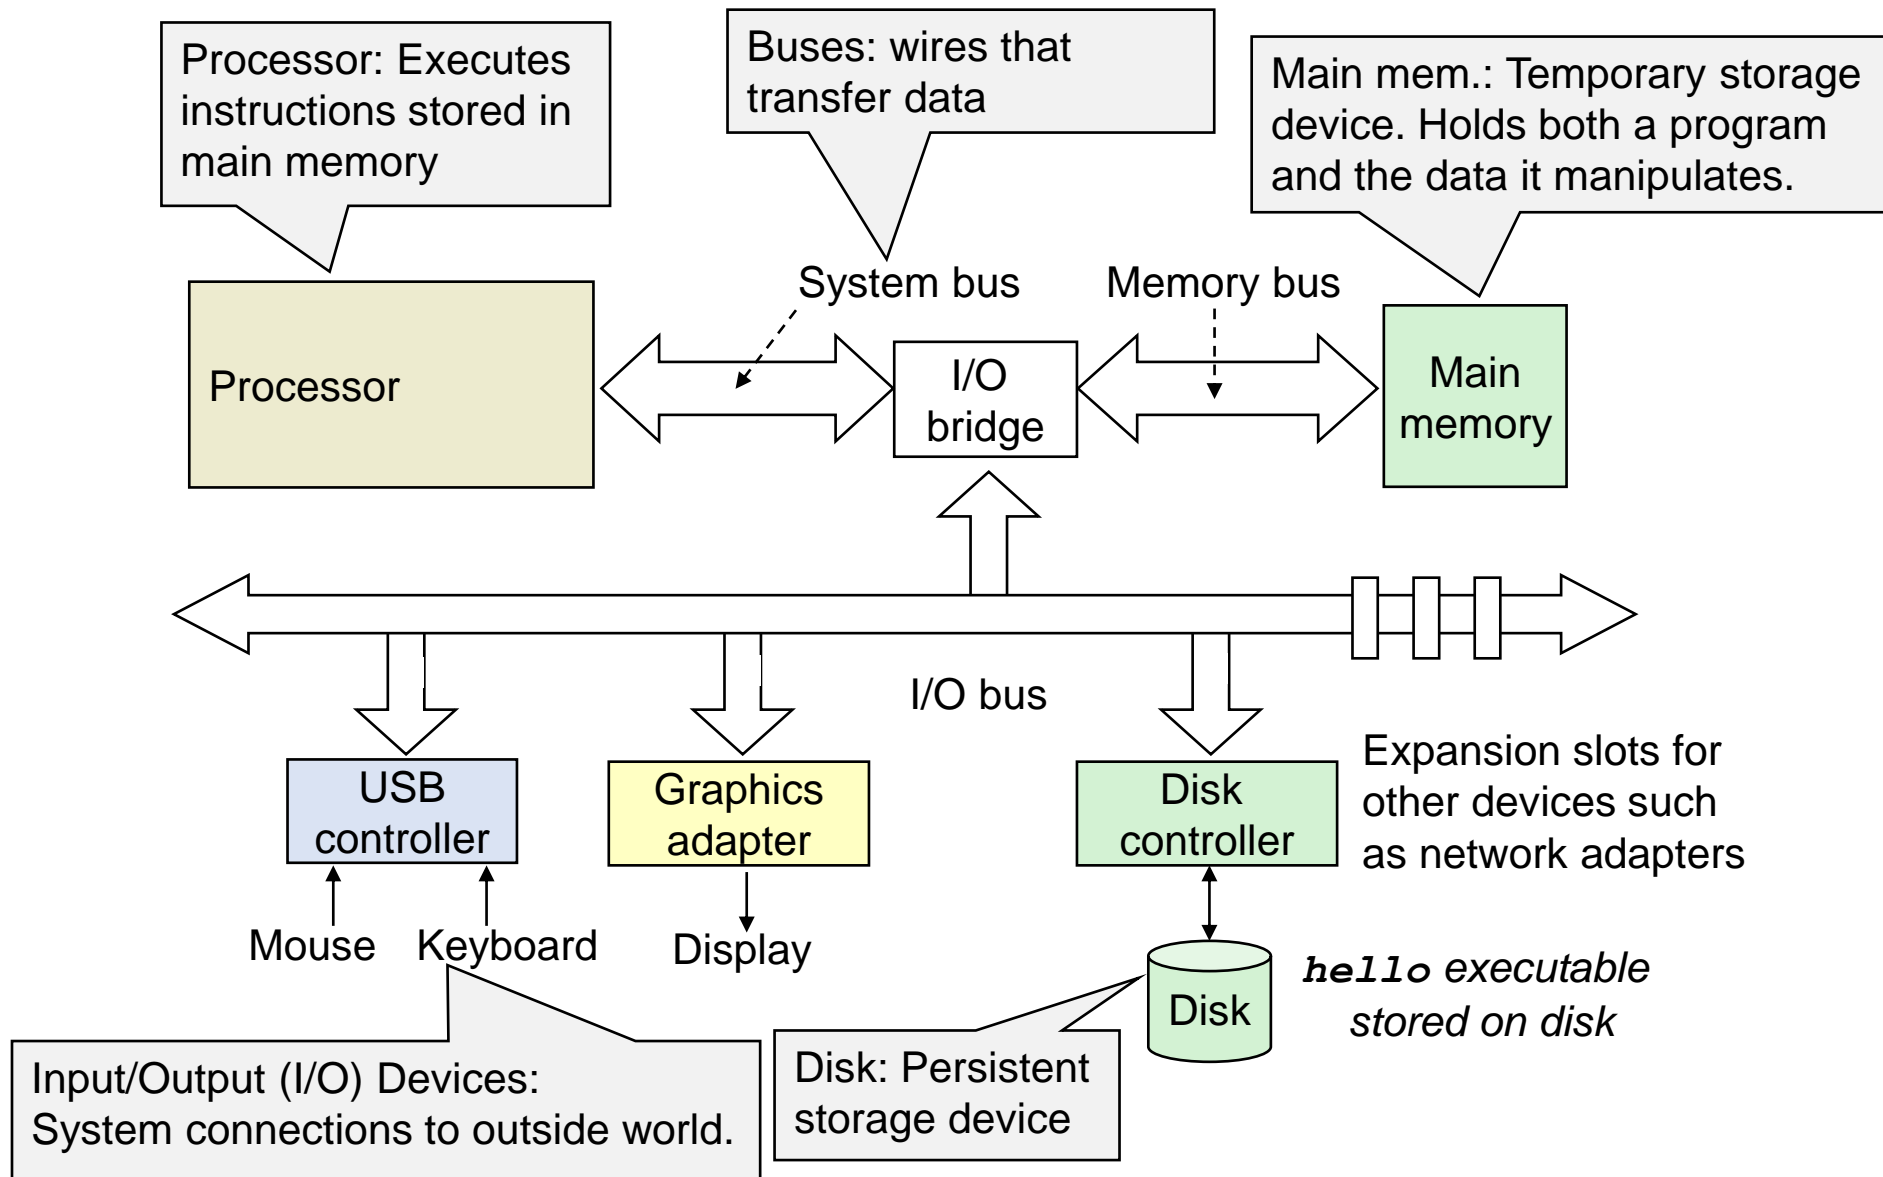 Processor: Executes
instructions stored in
main memory
Buses: wires that
transfer data
Main mem.: Temporary storage
device. Holds both a program
and the data it manipulates.
System bus
Memory bus
Processor
I/O
bridge
Main
memory
I/O bus
USB
controller
Graphics
adapter
Disk
controller
Expansion slots for
other devices such
as network adapters
Mouse
Keyboard
Display
Disk
hello executable
stored on disk
Input/Output (I/O) Devices:
System connections to outside world.
Disk: Persistent
storage device